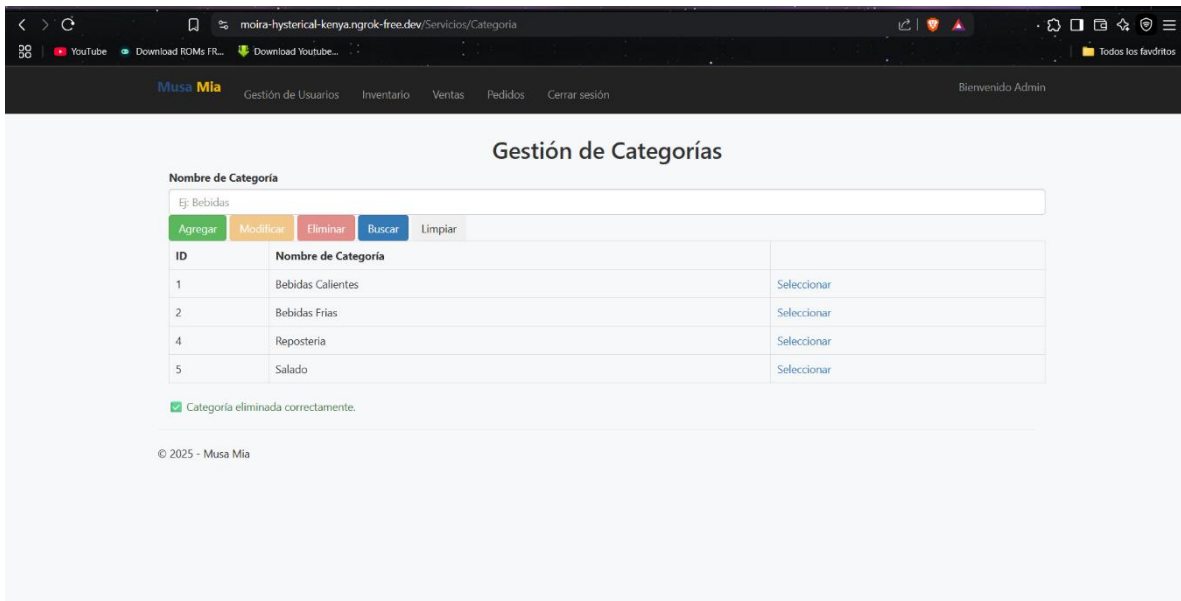 moira-hysterical-kenya.ngrok-free.dev/Servicios/Categoria
YouTube Download ROMs FR... Download Youtube... Todos los favoritos
Musa Mia Gestión de Usuarios Inventario Ventas Pedidos Cerrar sesión Bienvenido Admin
Gestión de Categorías
Nombre de Categoría
Ej: Bebidas
Agregar Modificar Eliminar Buscar Limpiar
ID Nombre de Categoría
1 Bebidas Calientes Seleccionar
2 Bebidas Frias Seleccionar
4 Reposteria Seleccionar
5 Salado Seleccionar
Categoría eliminada correctamente.
© 2025 - Musa Mia